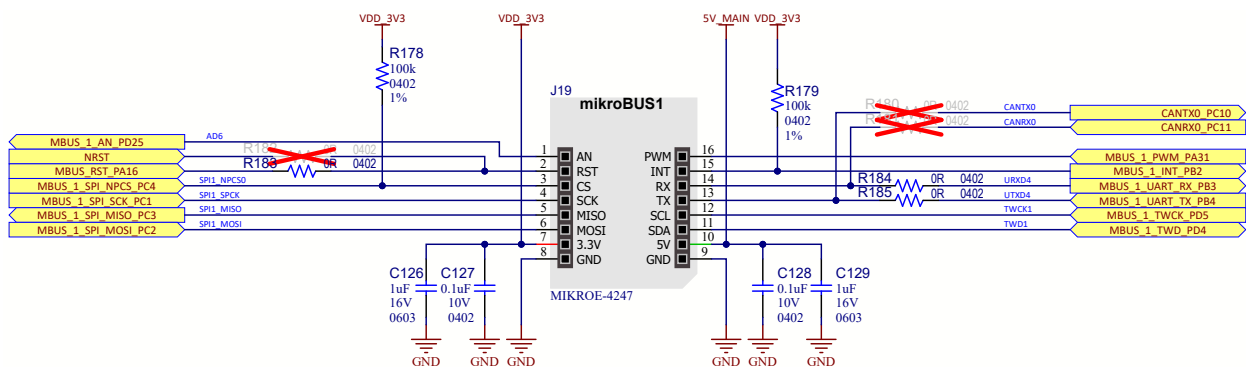 VDD_3V3
VDD_3V3
5V_MAIN
VDD_3V3
R178
100k
0402
1%
J19
mikroBUS1
R179
100k
0402
1%
R180 0R 0402
CANTX0
CANTX0_PC10
0402
CANRX0
CANRX0_PC11
MBUS_1_AN_PD25
AD6
NRST
R182 0R 0402
MBUS_RST_PA16
R183 0R 0402
MBUS_1_SPI_NPCS_PC4
SPI1_NPCS0
MBUS_1_SPI_SCK_PC1
SPI1_SPCK
MBUS_1_SPI_MISO_PC3
SPI1_MISO
MBUS_1_SPI_MOSI_PC2
SPI1_MOSI
1 AN
2 RST
3 CS
4 SCK
5 MISO
6 MOSI
7 3.3V
8 GND
PWM 16
INT 15
RX 14
TX 13
SCL 12
SDA 11
5V 10
GND 9
MBUS_1_PWM_PA31
MBUS_1_INT_PB2
R184 0R 0402
URXD4
MBUS_1_UART_RX_PB3
R185 0R 0402
UTXD4
MBUS_1_UART_TX_PB4
TWCK1
MBUS_1_TWCK_PD5
TWD1
MBUS_1_TWD_PD4
C126
1uF
16V
0603
C127
0.1uF
10V
0402
MIKROE-4247
C128
0.1uF
10V
0402
C129
1uF
16V
0603
GND
GND
GND
GND
GND
GND